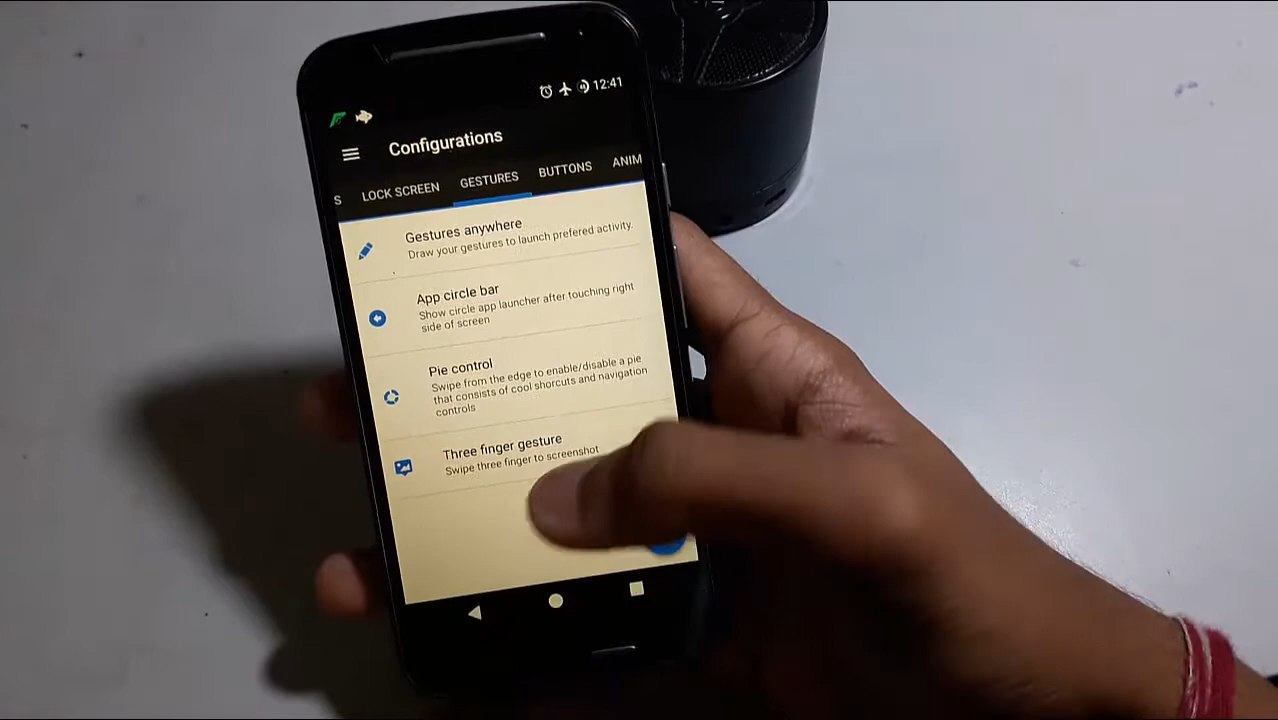 12:41
Configurations
S LOCK SCREEN GESTURES BUTTONS ANIM
Gestures anywhere
Draw your gestures to launch prefered activity.
App circle bar
Show circle app launcher after touching right
side of screen
Pie control
Swipe from the edge to enable/disable a pie
that consists of cool shorcuts and navigation
controls
Three finger gesture
Swipe three finger to screenshot